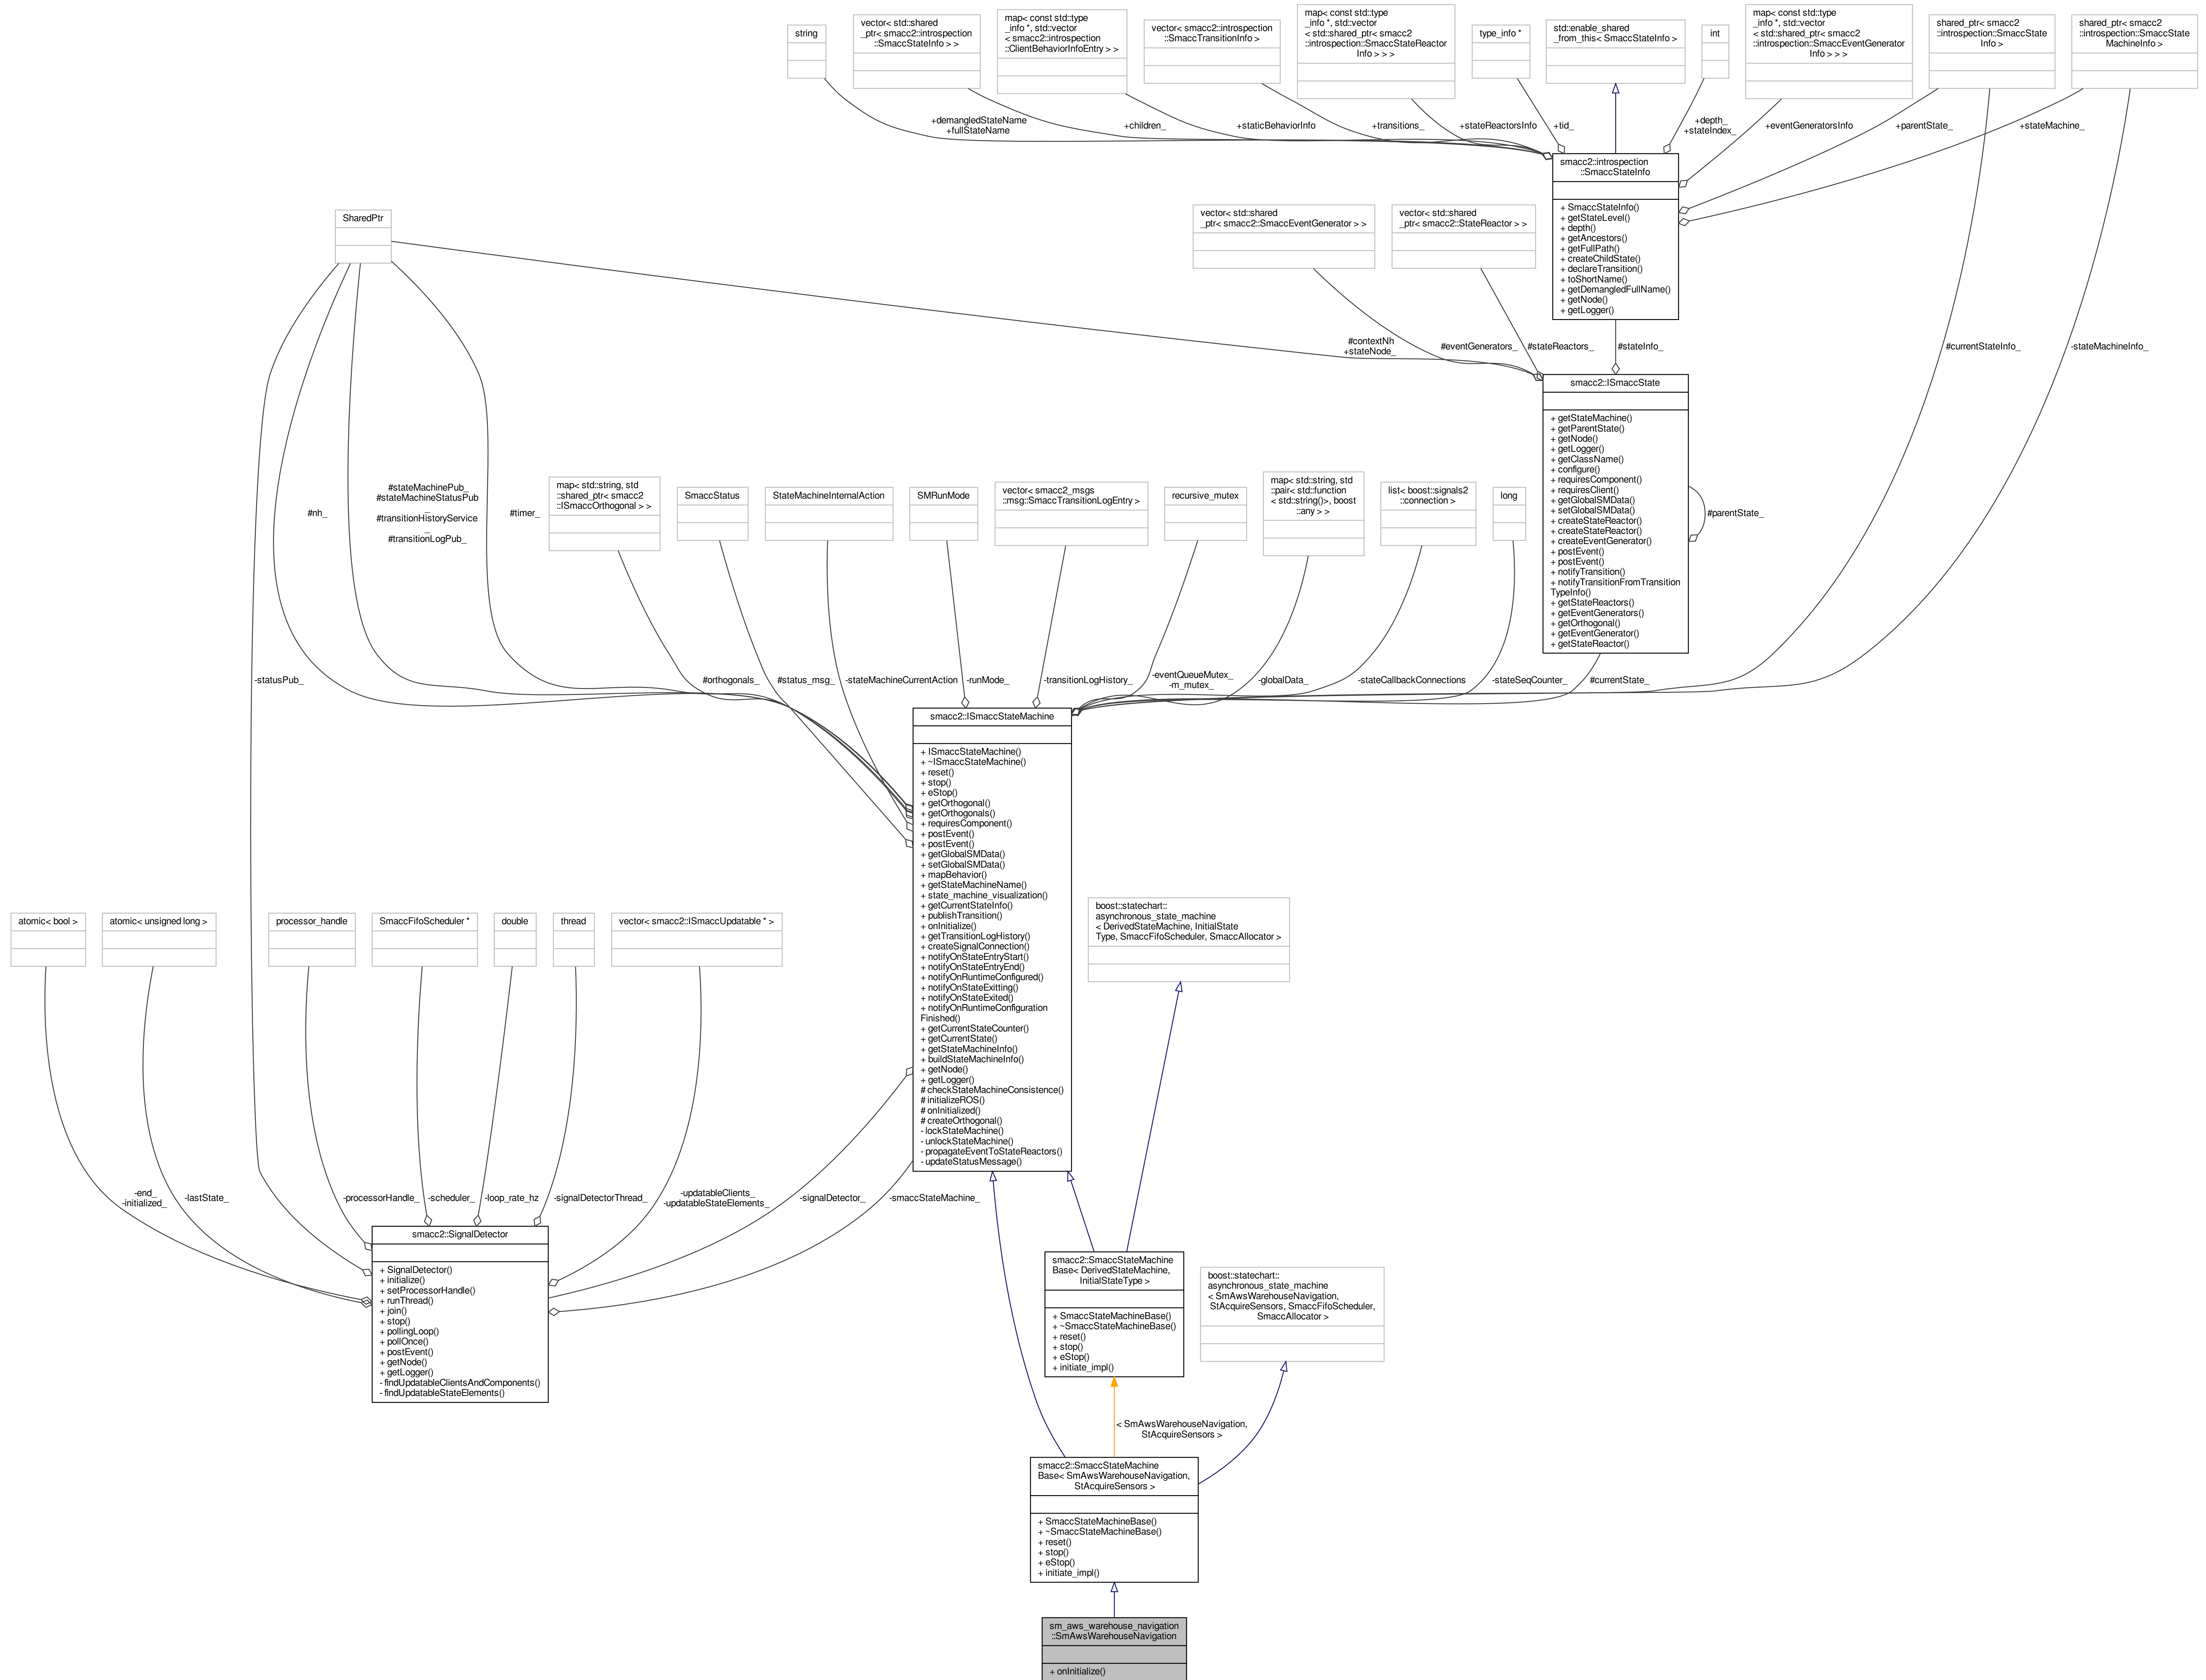 string
vector< std::shared
_ptr< smacc2::introspection
::SmaccStateInfo > >
map< const std::type
_info *, std::vector
< smacc2::introspection
::ClientBehaviorInfoEntry > >
vector< smacc2::introspection
::SmaccTransitionInfo >
map< const std::type
_info *, std::vector
< std::shared_ptr< smacc2
::introspection::SmaccStateReactor
Info > > >
type_info *
std::enable_shared
_from_this< SmaccStateInfo >
int
map< const std::type
_info *, std::vector
< std::shared_ptr< smacc2
::introspection::SmaccEventGenerator
Info > > >
shared_ptr< smacc2
::introspection::SmaccState
Info >
shared_ptr< smacc2
::introspection::SmaccState
MachineInfo >
+demangledStateName
+fullStateName
+children_
+staticBehaviorInfo
+transitions_
+stateReactorsInfo
+tid_
+depth_
+stateIndex_
+eventGeneratorsInfo
+parentState_
+stateMachine_
smacc2::introspection
::SmaccStateInfo
+ SmaccStateInfo()
+ getStateLevel()
+ depth()
+ getAncestors()
+ getFullPath()
+ createChildState()
+ declareTransition()
+ toShortName()
+ getDemangledFullName()
+ getNode()
+ getLogger()
SharedPtr
vector< std::shared
_ptr< smacc2::SmaccEventGenerator > >
vector< std::shared
_ptr< smacc2::StateReactor > >
#contextNh
+stateNode_
#eventGenerators_
#stateReactors_
#stateInfo_
#currentStateInfo_
-stateMachineInfo_
smacc2::ISmaccState
+ getStateMachine()
+ getParentState()
+ getNode()
+ getLogger()
+ getClassName()
+ configure()
+ requiresComponent()
+ requiresClient()
+ getGlobalSMData()
+ setGlobalSMData()
+ createStateReactor()
+ createStateReactor()
+ createEventGenerator()
+ postEvent()
+ postEvent()
+ notifyTransition()
+ notifyTransitionFromTransition
TypeInfo()
+ getStateReactors()
+ getEventGenerators()
+ getOrthogonal()
+ getEventGenerator()
+ getStateReactor()
#parentState_
#nh_
#stateMachinePub_
#stateMachineStatusPub
_
#transitionHistoryService
_
#transitionLogPub_
#timer_
map< std::string, std
::shared_ptr< smacc2
::ISmaccOrthogonal > >
SmaccStatus
StateMachineInternalAction
SMRunMode
vector< smacc2_msgs
::msg::SmaccTransitionLogEntry >
recursive_mutex
map< std::string, std
::pair< std::function
< std::string()>, boost
::any > >
list< boost::signals2
::connection >
long
-statusPub_
#orthogonals_
#status_msg_
-stateMachineCurrentAction
-runMode_
-transitionLogHistory_
-eventQueueMutex_
-m_mutex_
-globalData_
-stateCallbackConnections
-stateSeqCounter_
#currentState_
smacc2::ISmaccStateMachine
+ ISmaccStateMachine()
+ ~ISmaccStateMachine()
+ reset()
+ stop()
+ eStop()
+ getOrthogonal()
+ getOrthogonals()
+ requiresComponent()
+ postEvent()
+ postEvent()
+ getGlobalSMData()
+ setGlobalSMData()
+ mapBehavior()
+ getStateMachineName()
+ state_machine_visualization()
+ getCurrentStateInfo()
+ publishTransition()
+ onInitialize()
+ getTransitionLogHistory()
+ createSignalConnection()
+ notifyOnStateEntryStart()
+ notifyOnStateEntryEnd()
+ notifyOnRuntimeConfigured()
+ notifyOnStateExitting()
+ notifyOnStateExited()
+ notifyOnRuntimeConfiguration
Finished()
+ getCurrentStateCounter()
+ getCurrentState()
+ getStateMachineInfo()
+ buildStateMachineInfo()
+ getNode()
+ getLogger()
# checkStateMachineConsistence()
# initializeROS()
# onInitialized()
# createOrthogonal()
- lockStateMachine()
- unlockStateMachine()
- propagateEventToStateReactors()
- updateStatusMessage()
atomic< bool >
atomic< unsigned long >
processor_handle
SmaccFifoScheduler *
double
thread
vector< smacc2::ISmaccUpdatable * >
boost::statechart::
asynchronous_state_machine
< DerivedStateMachine, InitialState
Type, SmaccFifoScheduler, SmaccAllocator >
-end_
-initialized_
-lastState_
-processorHandle_
-scheduler_
-loop_rate_hz
-signalDetectorThread_
-updatableClients_
-updatableStateElements_
-signalDetector_
-smaccStateMachine_
smacc2::SignalDetector
+ SignalDetector()
+ initialize()
+ setProcessorHandle()
+ runThread()
+ join()
+ stop()
+ pollingLoop()
+ pollOnce()
+ postEvent()
+ getNode()
+ getLogger()
- findUpdatableClientsAndComponents()
- findUpdatableStateElements()
smacc2::SmaccStateMachine
Base< DerivedStateMachine,
InitialStateType >
+ SmaccStateMachineBase()
+ ~SmaccStateMachineBase()
+ reset()
+ stop()
+ eStop()
+ initiate_impl()
boost::statechart::
asynchronous_state_machine
< SmAwsWarehouseNavigation,
StAcquireSensors, SmaccFifoScheduler,
SmaccAllocator >
< SmAwsWarehouseNavigation,
StAcquireSensors >
smacc2::SmaccStateMachine
Base< SmAwsWarehouseNavigation,
StAcquireSensors >
+ SmaccStateMachineBase()
+ ~SmaccStateMachineBase()
+ reset()
+ stop()
+ eStop()
+ initiate_impl()
sm_aws_warehouse_navigation
::SmAwsWarehouseNavigation
+ onInitialize()